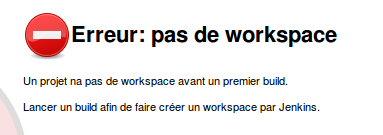 Erreur: pas de workspace
Un projet na pas de workspace avant un premier build.
Lancer un build afin de faire créer un workspace par Jenkins.